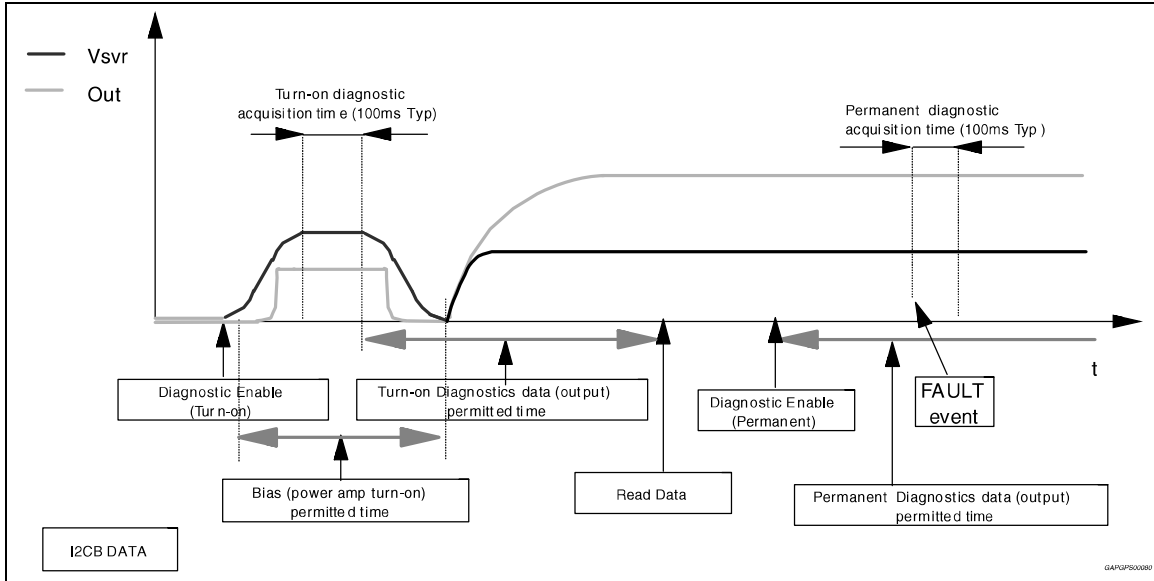 Vsvr
Out
Turn-on diagnostic
acquisition time (100ms Typ)
Permanent diagnostic
acquisition time (100ms Typ)
t
Diagnostic Enable
(Turn-on)
Turn-on Diagnostics data (output)
permitted time
Diagnostic Enable
(Permanent)
FAULT
event
Bias (power amp turn-on)
permitted time
Read Data
Permanent Diagnostics data (output)
permitted time
I2CB DATA
GAPGPS00080